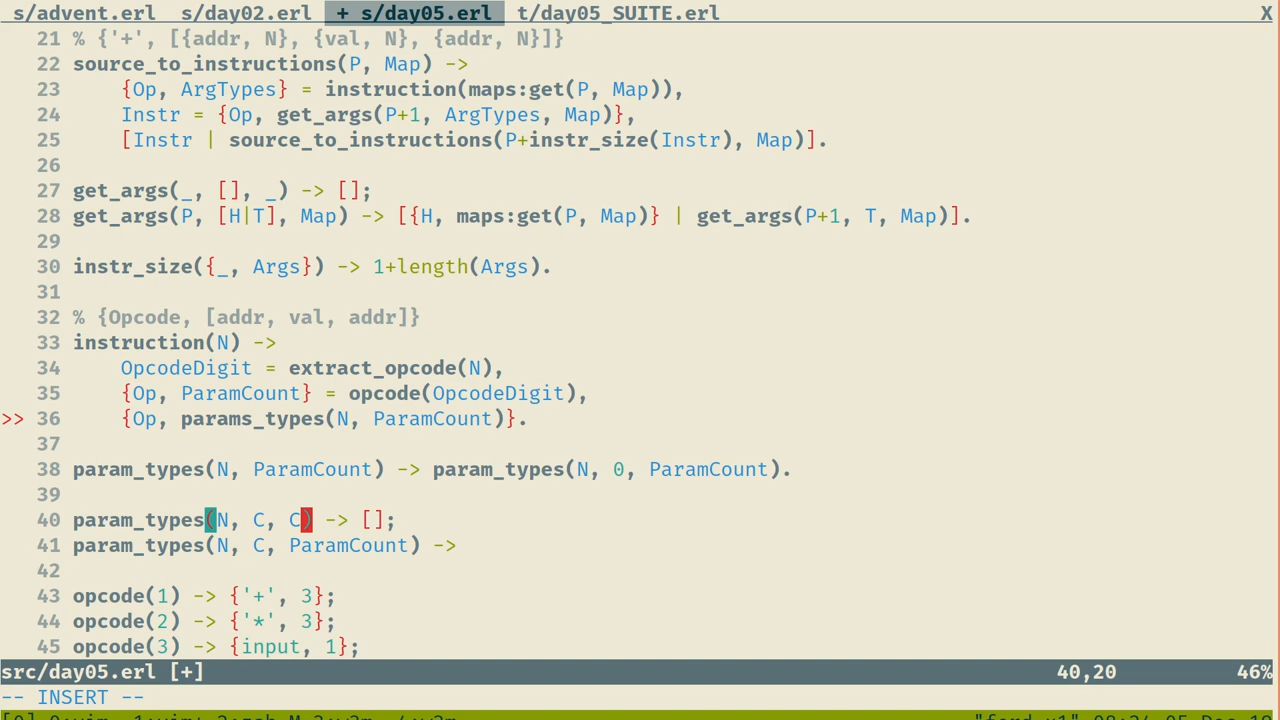 s/advent.erl s/day02.erl + s/day05.erl t/day05_SUITE.erl X
21 % {'+', [{addr, N}, {val, N}, {addr, N}]}
22 source_to_instructions(P, Map) ->
23     {Op, ArgTypes} = instruction(maps:get(P, Map)),
24     Instr = {Op, get_args(P+1, ArgTypes, Map)},
25     [Instr | source_to_instructions(P+instr_size(Instr), Map)].
26
27 get_args(_, [], _) -> [];
28 get_args(P, [H|T], Map) -> [{H, maps:get(P, Map)} | get_args(P+1, T, Map)].
29
30 instr_size({_, Args}) -> 1+length(Args).
31
32 % {Opcode, [addr, val, addr]}
33 instruction(N) ->
34     OpcodeDigit = extract_opcode(N),
35     {Op, ParamCount} = opcode(OpcodeDigit),
>> 36     {Op, params_types(N, ParamCount)}.
37
38 param_types(N, ParamCount) -> param_types(N, 0, ParamCount).
39
40 param_types(N, C, C) -> [];
41 param_types(N, C, ParamCount) ->
42
43 opcode(1) -> {'+', 3};
44 opcode(2) -> {'*', 3};
45 opcode(3) -> {input, 1};
src/day05.erl [+] 40,20 46%
-- INSERT --